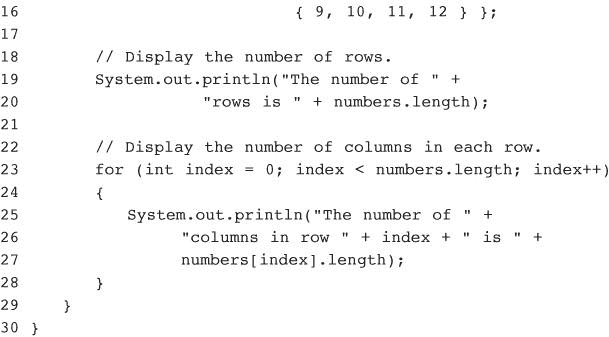 16 { 9, 10, 11, 12 } };
17
18 // Display the number of rows.
19 System.out.println("The number of " +
20 "rows is " + numbers.length);
21
22 // Display the number of columns in each row.
23 for (int index = 0; index < numbers.length; index++)
24 {
25 System.out.println("The number of " +
26 "columns in row " + index + " is " +
27 numbers[index].length);
28 }
29 }
30 }